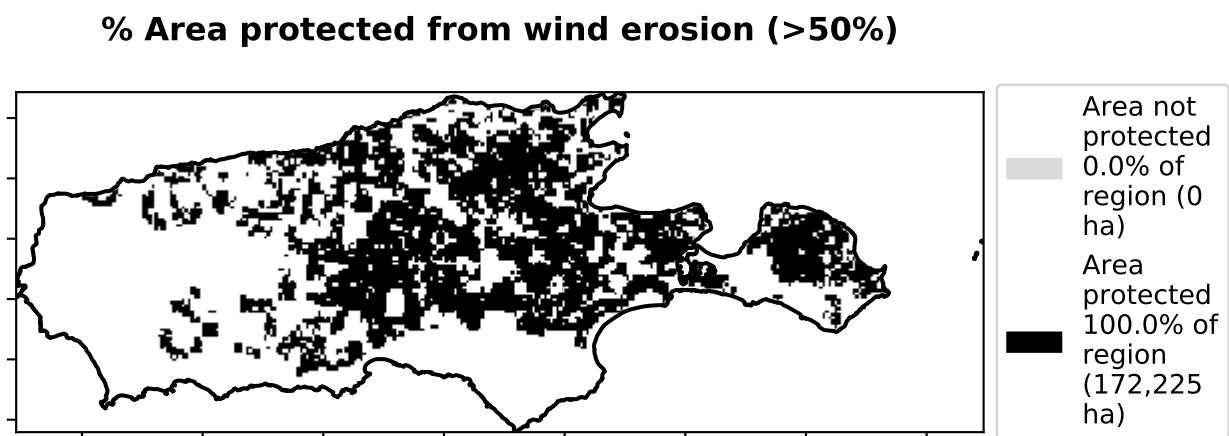 % Area protected from wind erosion (>50%)
Area not
protected
0.0% of
region (0
ha)
Area
protected
100.0% of
region
(172,225
ha)